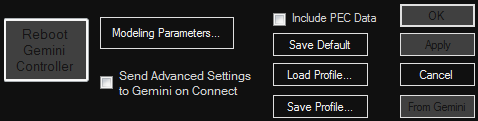 Reboot
Gemini
Controller
Modeling Parameters...
Send Advanced Settings
to Gemini on Connect
Include PEC Data
Save Default
Load Profile...
Save Profile...
OK
Apply
Cancel
From Gemini